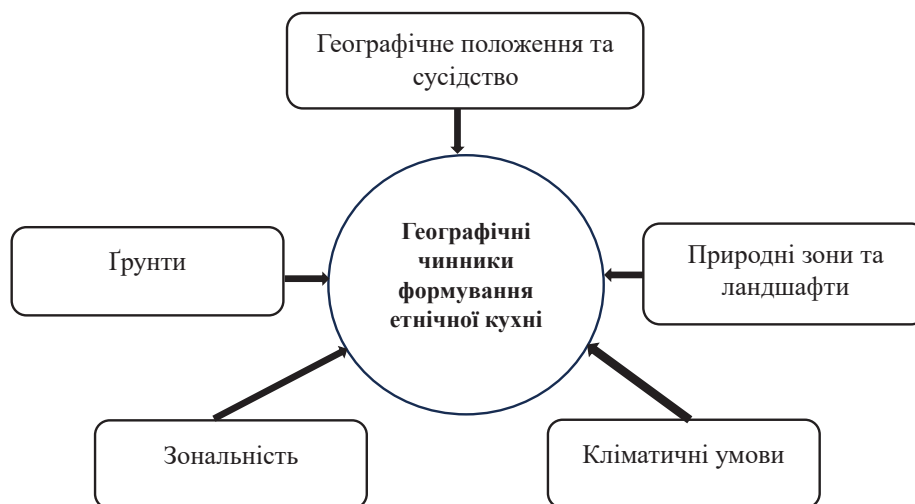 Географічне положення та
сусідство
Ґрунти
Географічні
чинники
формування
етнічної кухні
Природні зони та
ландшафти
Зональність
Кліматичні умови